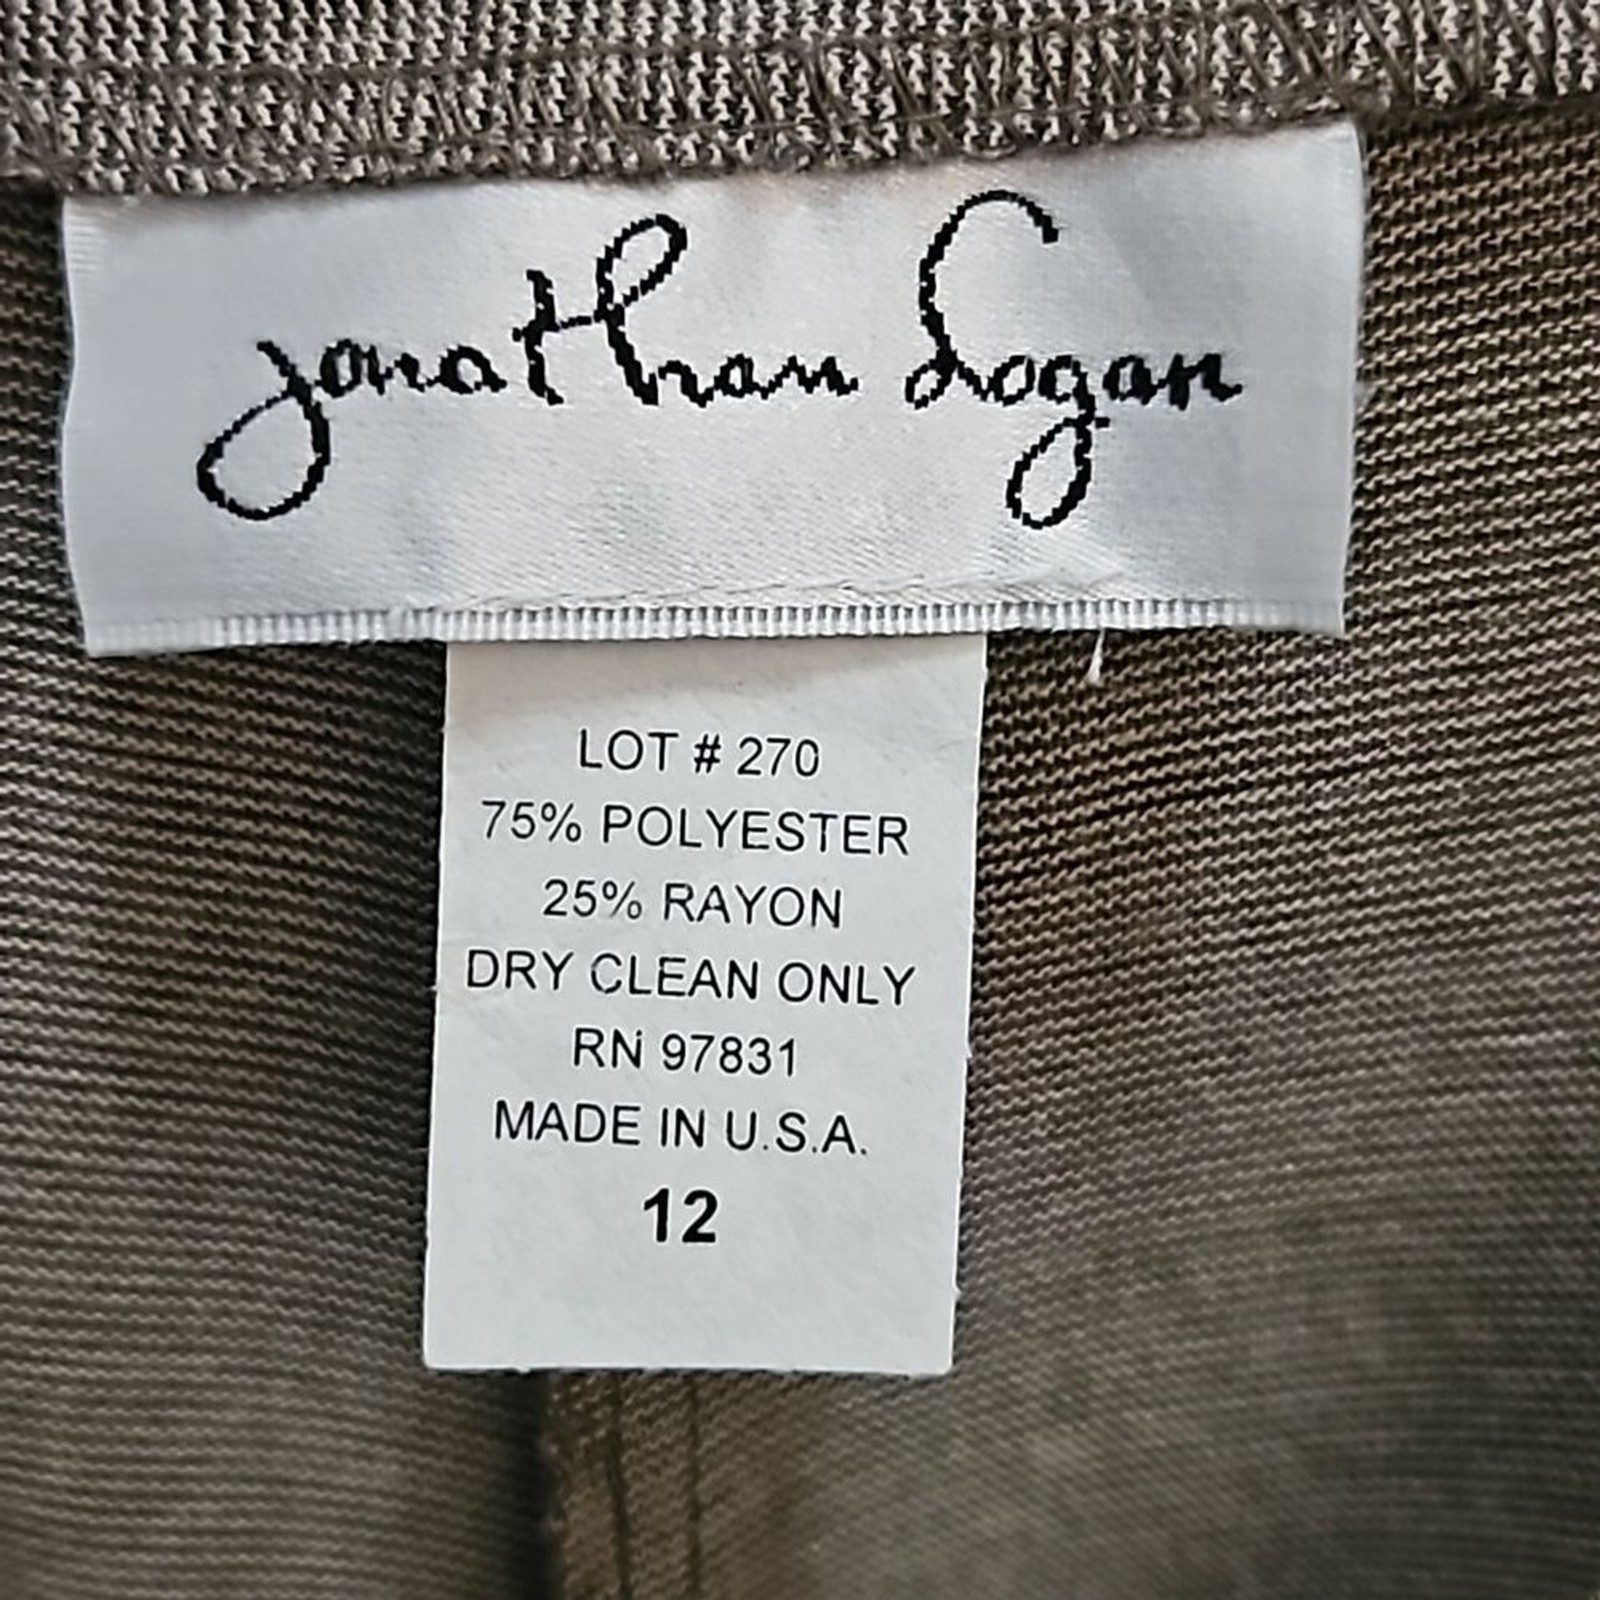 Jonathan Logan
LOT # 270
75% POLYESTER
25% RAYON
DRY CLEAN ONLY
RN 97831
MADE IN U.S.A.
12